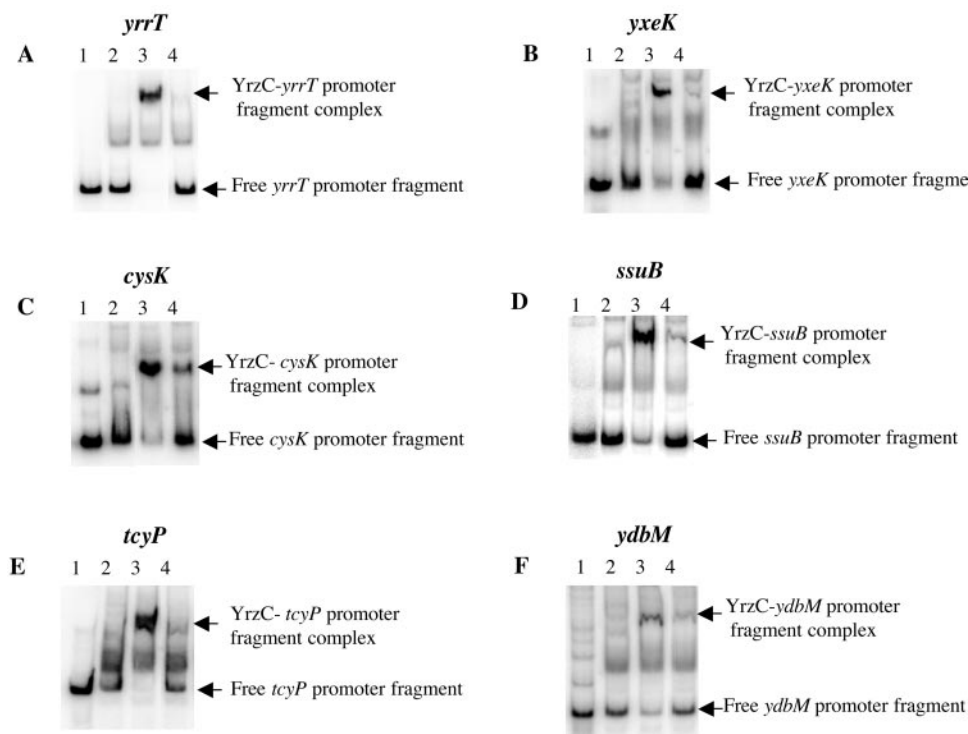 yrrT
A
1 2 3 4
YrzC-yrrT promoter
fragment complex
Free yrrT promoter fragment
yxeK
B
1 2 3 4
YrzC-yxeK promoter
fragment complex
Free yxeK promoter fragme
cysK
C
1 2 3 4
YrzC- cysK promoter
fragment complex
Free cysK promoter fragment
ssuB
D
1 2 3 4
YrzC-ssuB promoter
fragment complex
Free ssuB promoter fragment
tcyP
E
1 2 3 4
YrzC- tcyP promoter
fragment complex
Free tcyP promoter fragment
ydbM
F
1 2 3 4
YrzC-ydbM promoter
fragment complex
Free ydbM promoter fragment